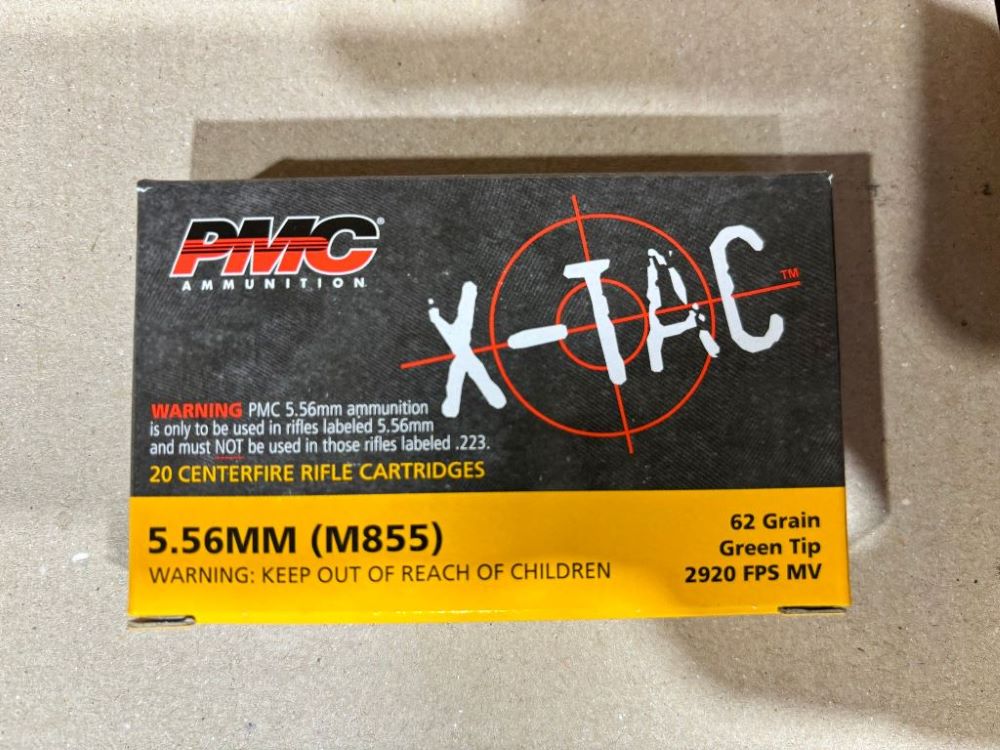 PMC®
AMMUNITION
X-TAC™
WARNING PMC 5.56mm ammunition
is only to be used in rifles labeled 5.56mm
and must NOT be used in those rifles labeled .223.
20 CENTERFIRE RIFLE CARTRIDGES
5.56MM (M855)
WARNING: KEEP OUT OF REACH OF CHILDREN
62 Grain
Green Tip
2920 FPS MV